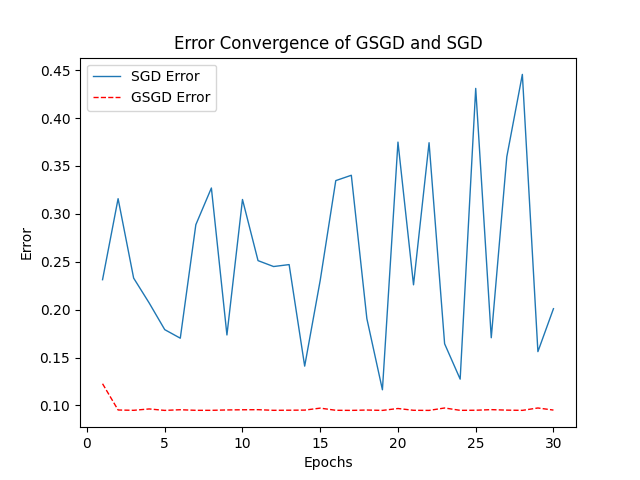 Error Convergence of GSGD and SGD
SGD Error
GSGD Error
Error
0.45
0.40
0.35
0.30
0.25
0.20
0.15
0.10
0 5 10 15 20 25 30
Epochs